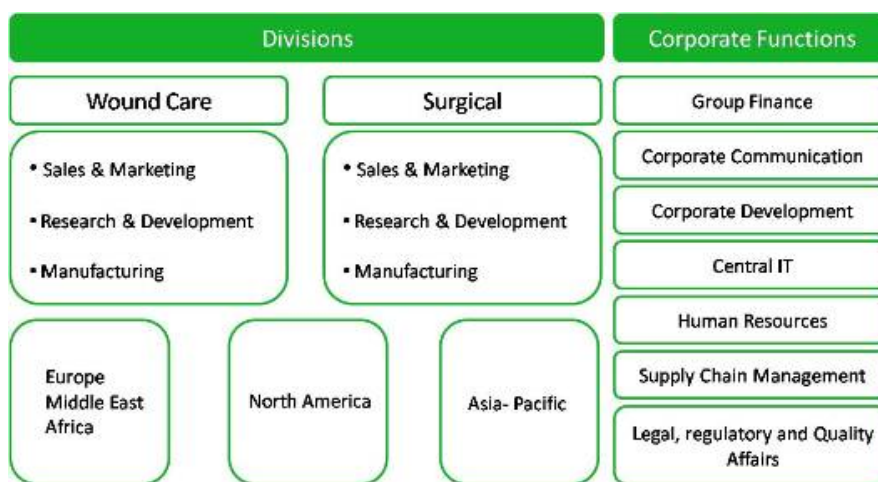 Divisions
Corporate Functions
Wound Care
Surgical
▪ Sales & Marketing
▪ Research & Development
▪ Manufacturing
▪ Sales & Marketing
▪ Research & Development
▪ Manufacturing
Europe
Middle East
Africa
North America
Asia- Pacific
Group Finance
Corporate Communication
Corporate Development
Central IT
Human Resources
Supply Chain Management
Legal, regulatory and Quality
Affairs